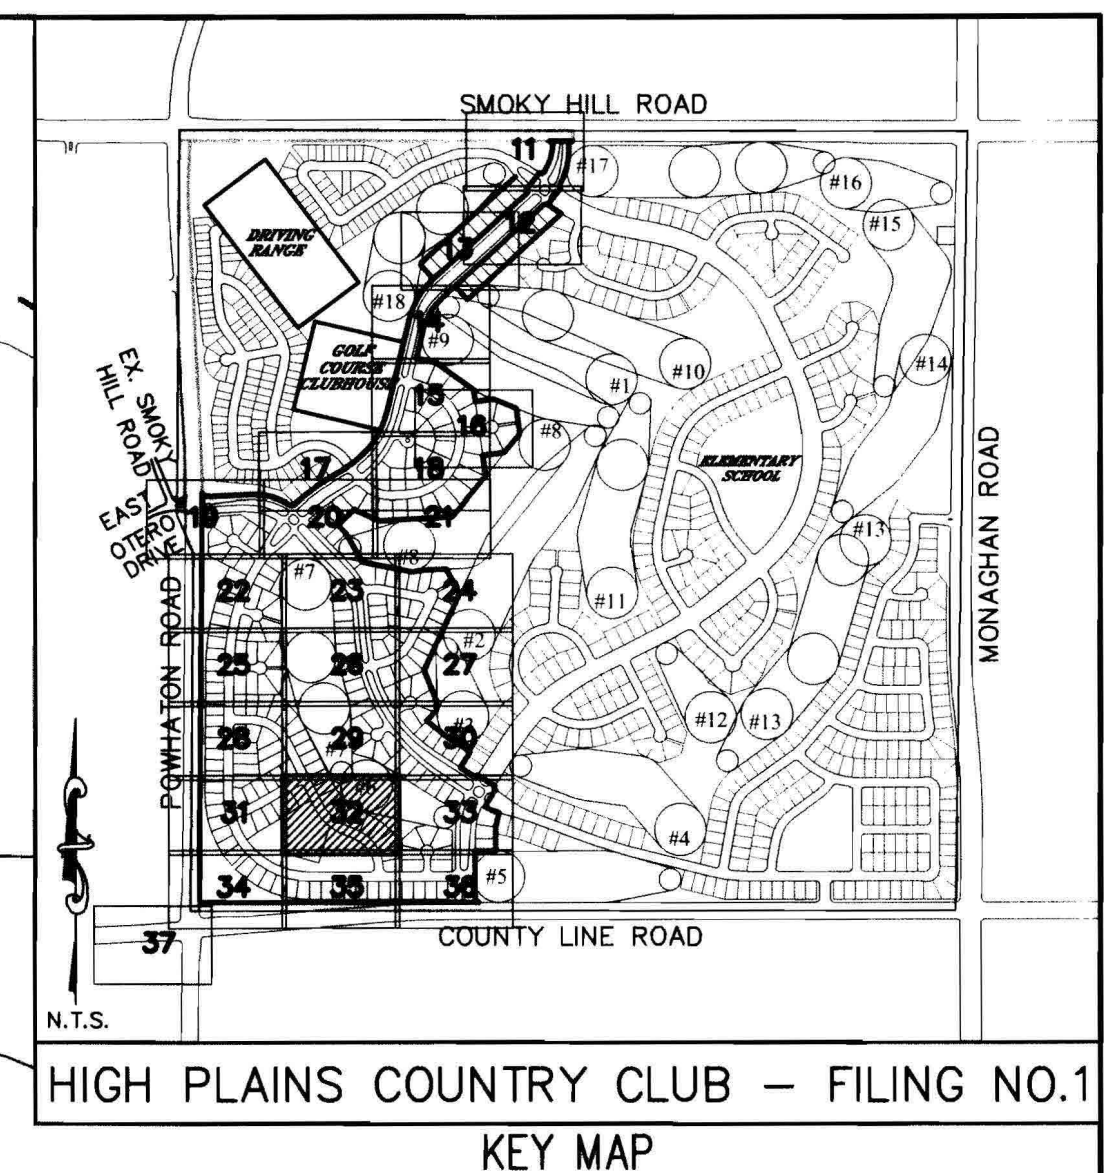 SMOKY HILL ROAD
11
#17
#16
12
#15
DRIVING
RANGE
13
#18
14
#9
GOLF
COURSE
CLUBHOUSE
#10
#14
EX. SMOKY
HILL ROAD
15
#1
16
#8
17
18
ELEMENTARY
SCHOOL
MONAGHAN ROAD
EAST
OTERO
DRIVE
19
20
21
#13
#8
#7
22
23
24
#11
POWHATON ROAD
#2
25
26
27
#12
#13
28
29
#3
30
#7
#6
31
32
33
#4
34
35
36
#5
37
COUNTY LINE ROAD
N.T.S.
HIGH PLAINS COUNTRY CLUB – FILING NO.1
KEY MAP